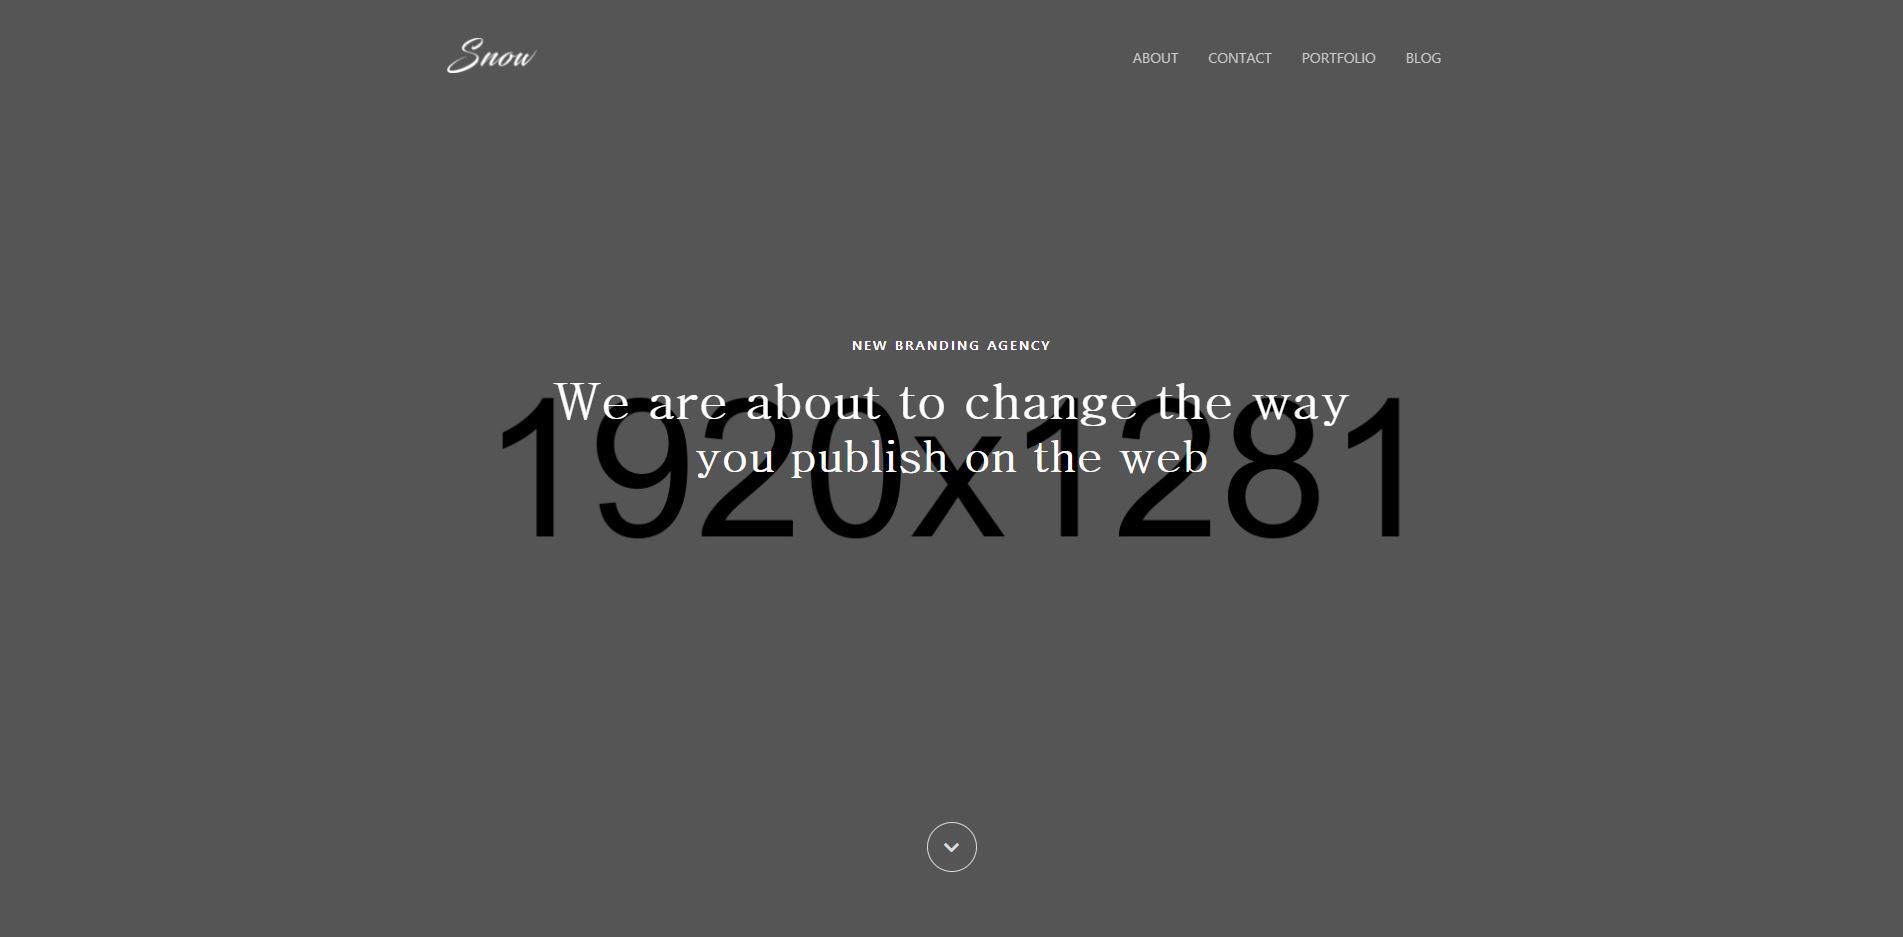 Snow
ABOUT CONTACT PORTFOLIO BLOG
NEW BRANDING AGENCY
We are about to change the way
you publish on the web
1920x1281